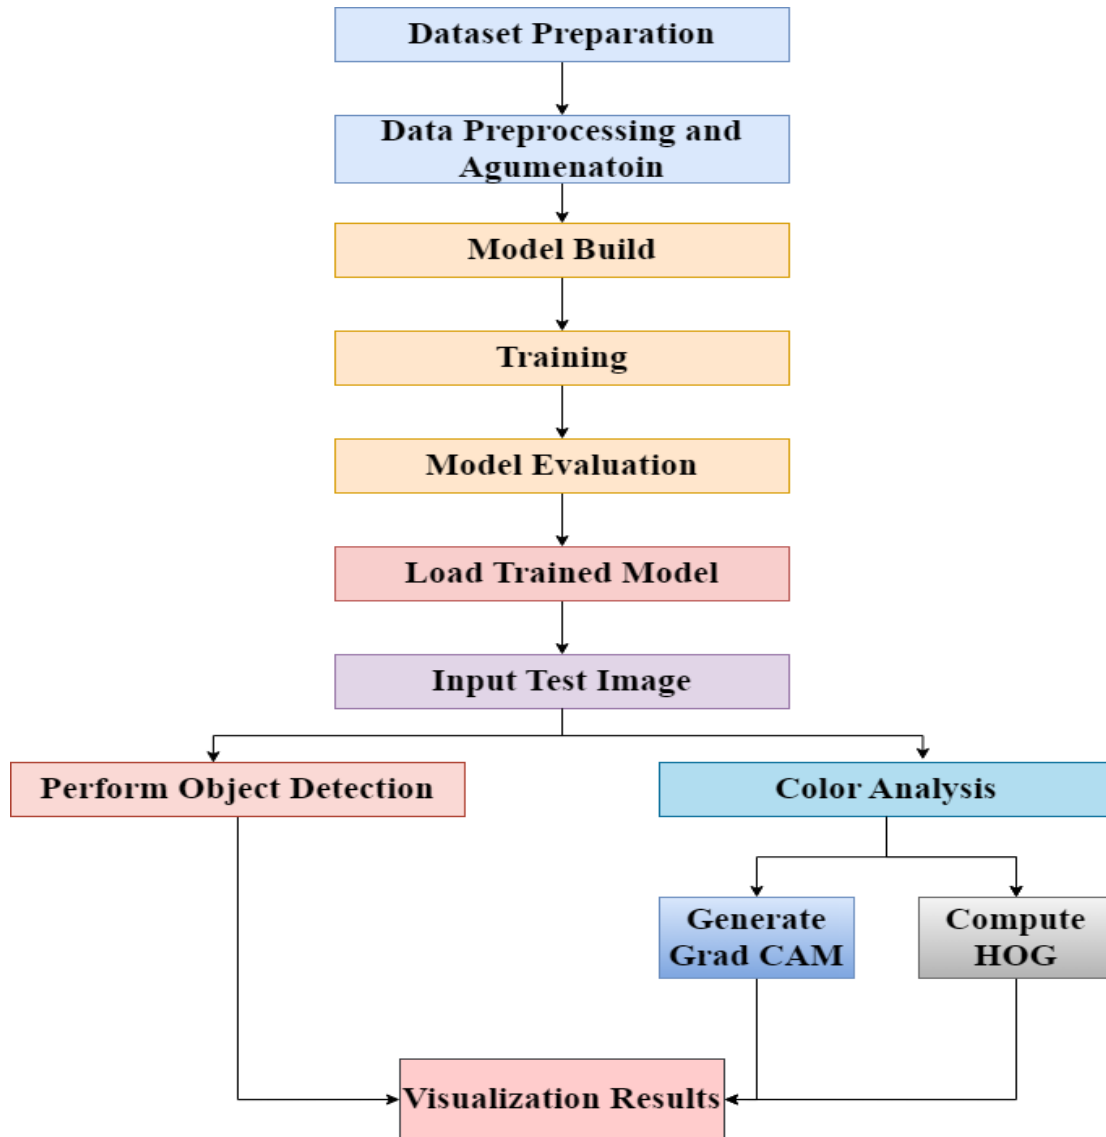 Dataset Preparation
Data Preprocessing and
Agumenatoin
Model Build
Training
Model Evaluation
Load Trained Model
Input Test Image
Perform Object Detection
Color Analysis
Generate
Grad CAM
Compute
HOG
Visualization Results